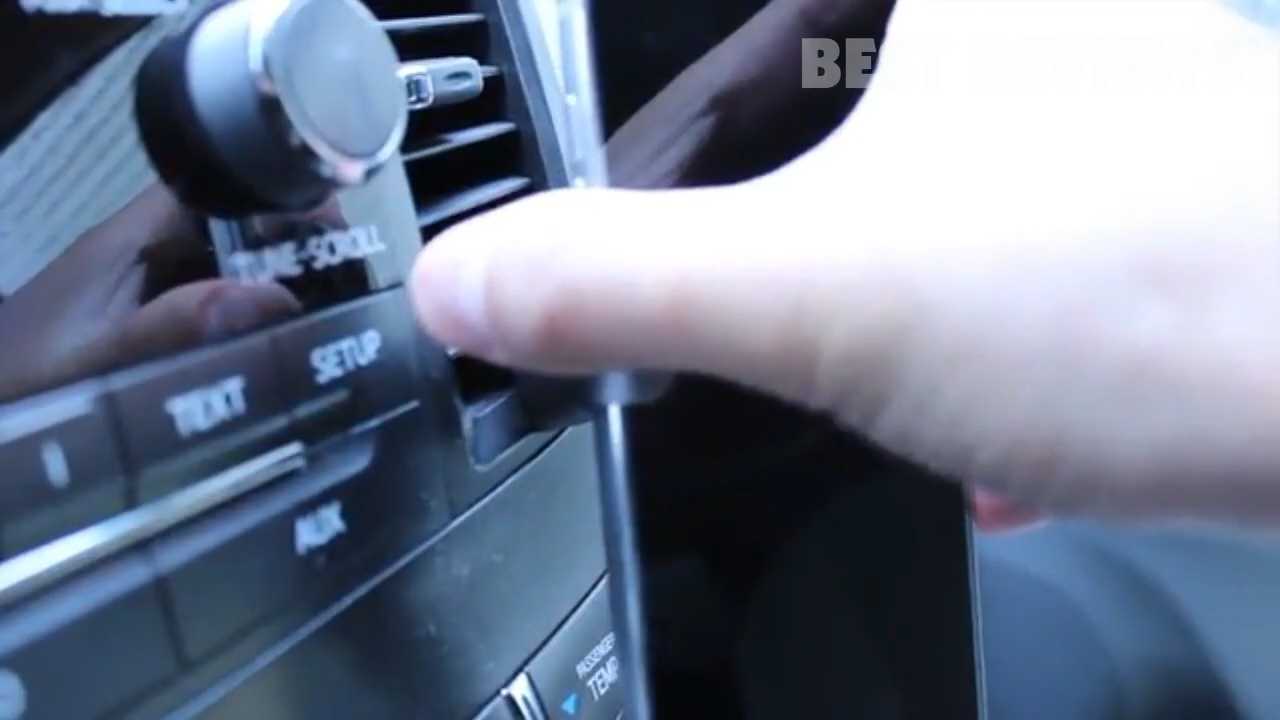 BEST REVIEWS
TUNE-SCROLL
SETUP
TEXT
AUX
PASSENGER
TEMP